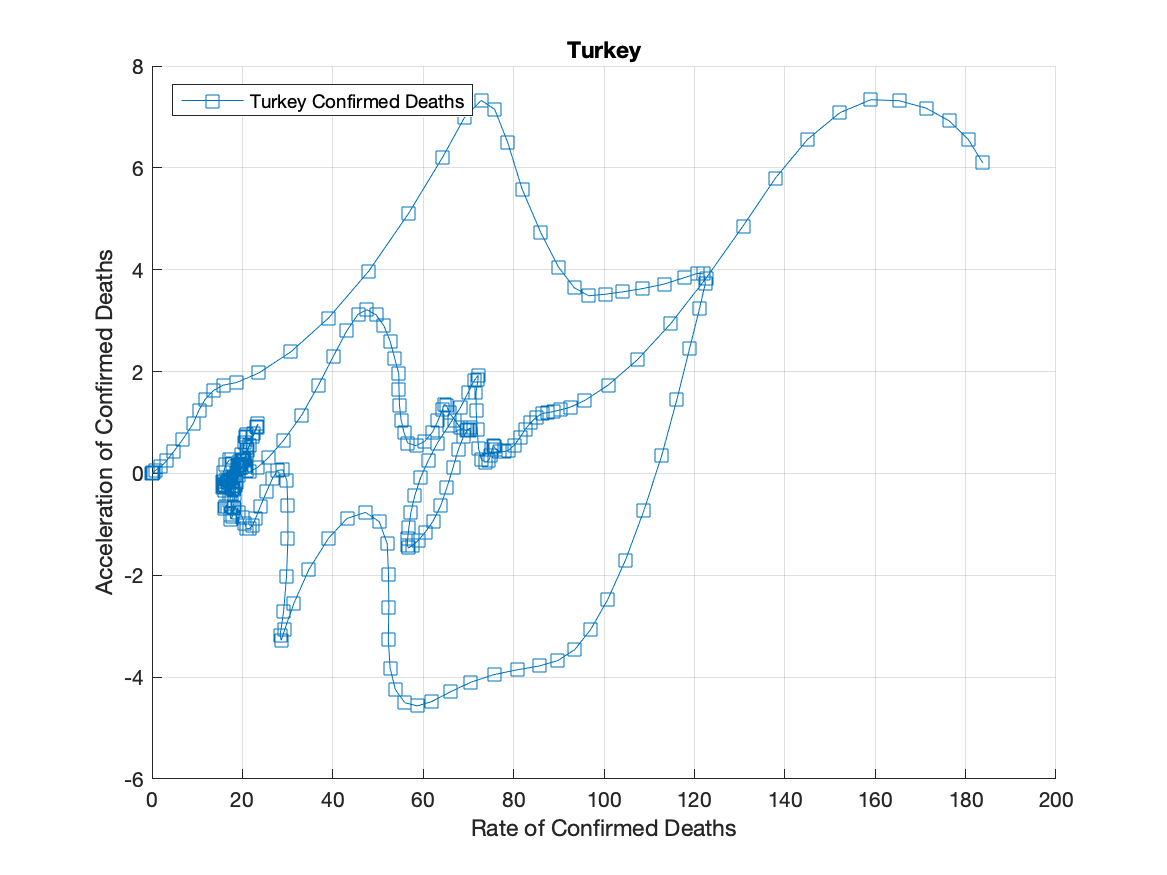 Turkey
Turkey Confirmed Deaths
8
6
4
2
0
-2
-4
-6
Acceleration of Confirmed Deaths
0 20 40 60 80 100 120 140 160 180 200
Rate of Confirmed Deaths